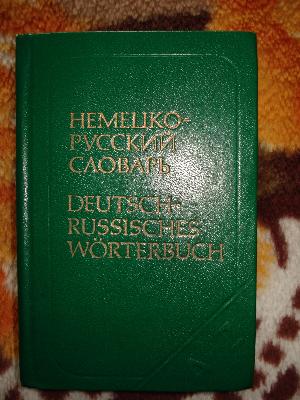 НЕМЕЦКО-
РУССКИЙ
СЛОВАРЬ
DEUTSCH-
RUSSISCHES
WÖRTERBUCH